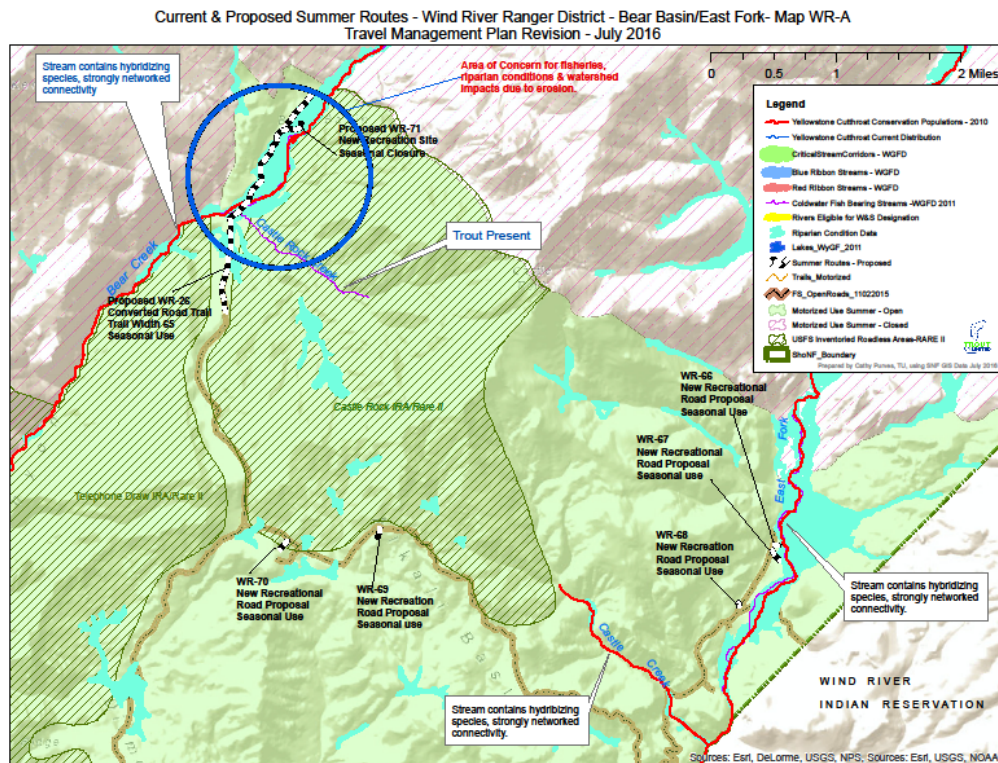 Current & Proposed Summer Routes - Wind River Ranger District - Bear Basin/East Fork- Map WR-A
Travel Management Plan Revision - July 2016
Stream contains hybridizing
species, strongly networked
connectivity
Area of Concern for fisheries,
riparian conditions & watershed
impacts due to erosion.
0 0.5 1 2 Miles
Proposed WR-71
New Recreation Site
Seasonal Closure
Legend
Yellowstone Cutthroat Conservation Populations - 2010
Yellowstone Cutthroat Current Distribution
CriticalStreamCorridors - WGFD
Blue Ribbon Streams - WGFD
Red Ribbon Streams - WGFD
Coldwater Fish Bearing Streams -WGFD 2011
Rivers Eligible for W&S Designation
Riparian Condition Data
Lakes_WyGF_2011
Summer Routes - Proposed
Trails_Motorized
FS_OpenRoads_11022015
Motorized Use Summer - Open
Motorized Use Summer - Closed
USFS Inventoried Roadless Areas-RARE II
ShoNF_Boundary
TROUT
UNLIMITED
Prepared by Cathy Purves, TU, using SNF GIS Data July 2016
Trout Present
Castle Rock Creek
Bear Creek
Proposed WR-26
Converted Road Trail
Trail Width 65
Seasonal Use
WR-66
New Recreational
Road Proposal
Seasonal Use
Castle Rock IRA/Rare II
East Fork
WR-67
New Recreational
Road Proposal
Seasonal use
Telephone Draw IRA/Rare II
WR-68
New Recreation
Road Proposal
Seasonal Use
WR-70
New Recreational
Road Proposal
Seasonal Use
WR-69
New Recreation
Road Proposal
Seasonal use
Stream contains hybridizing
species, strongly networked
connectivity.
Castle Creek
Stream contains hydribizing
species, strongly networked
connectivity.
WIND RIVER
INDIAN RESERVATION
Sources: Esri, DeLorme, USGS, NPS, Sources: Esri, USGS, NOAA